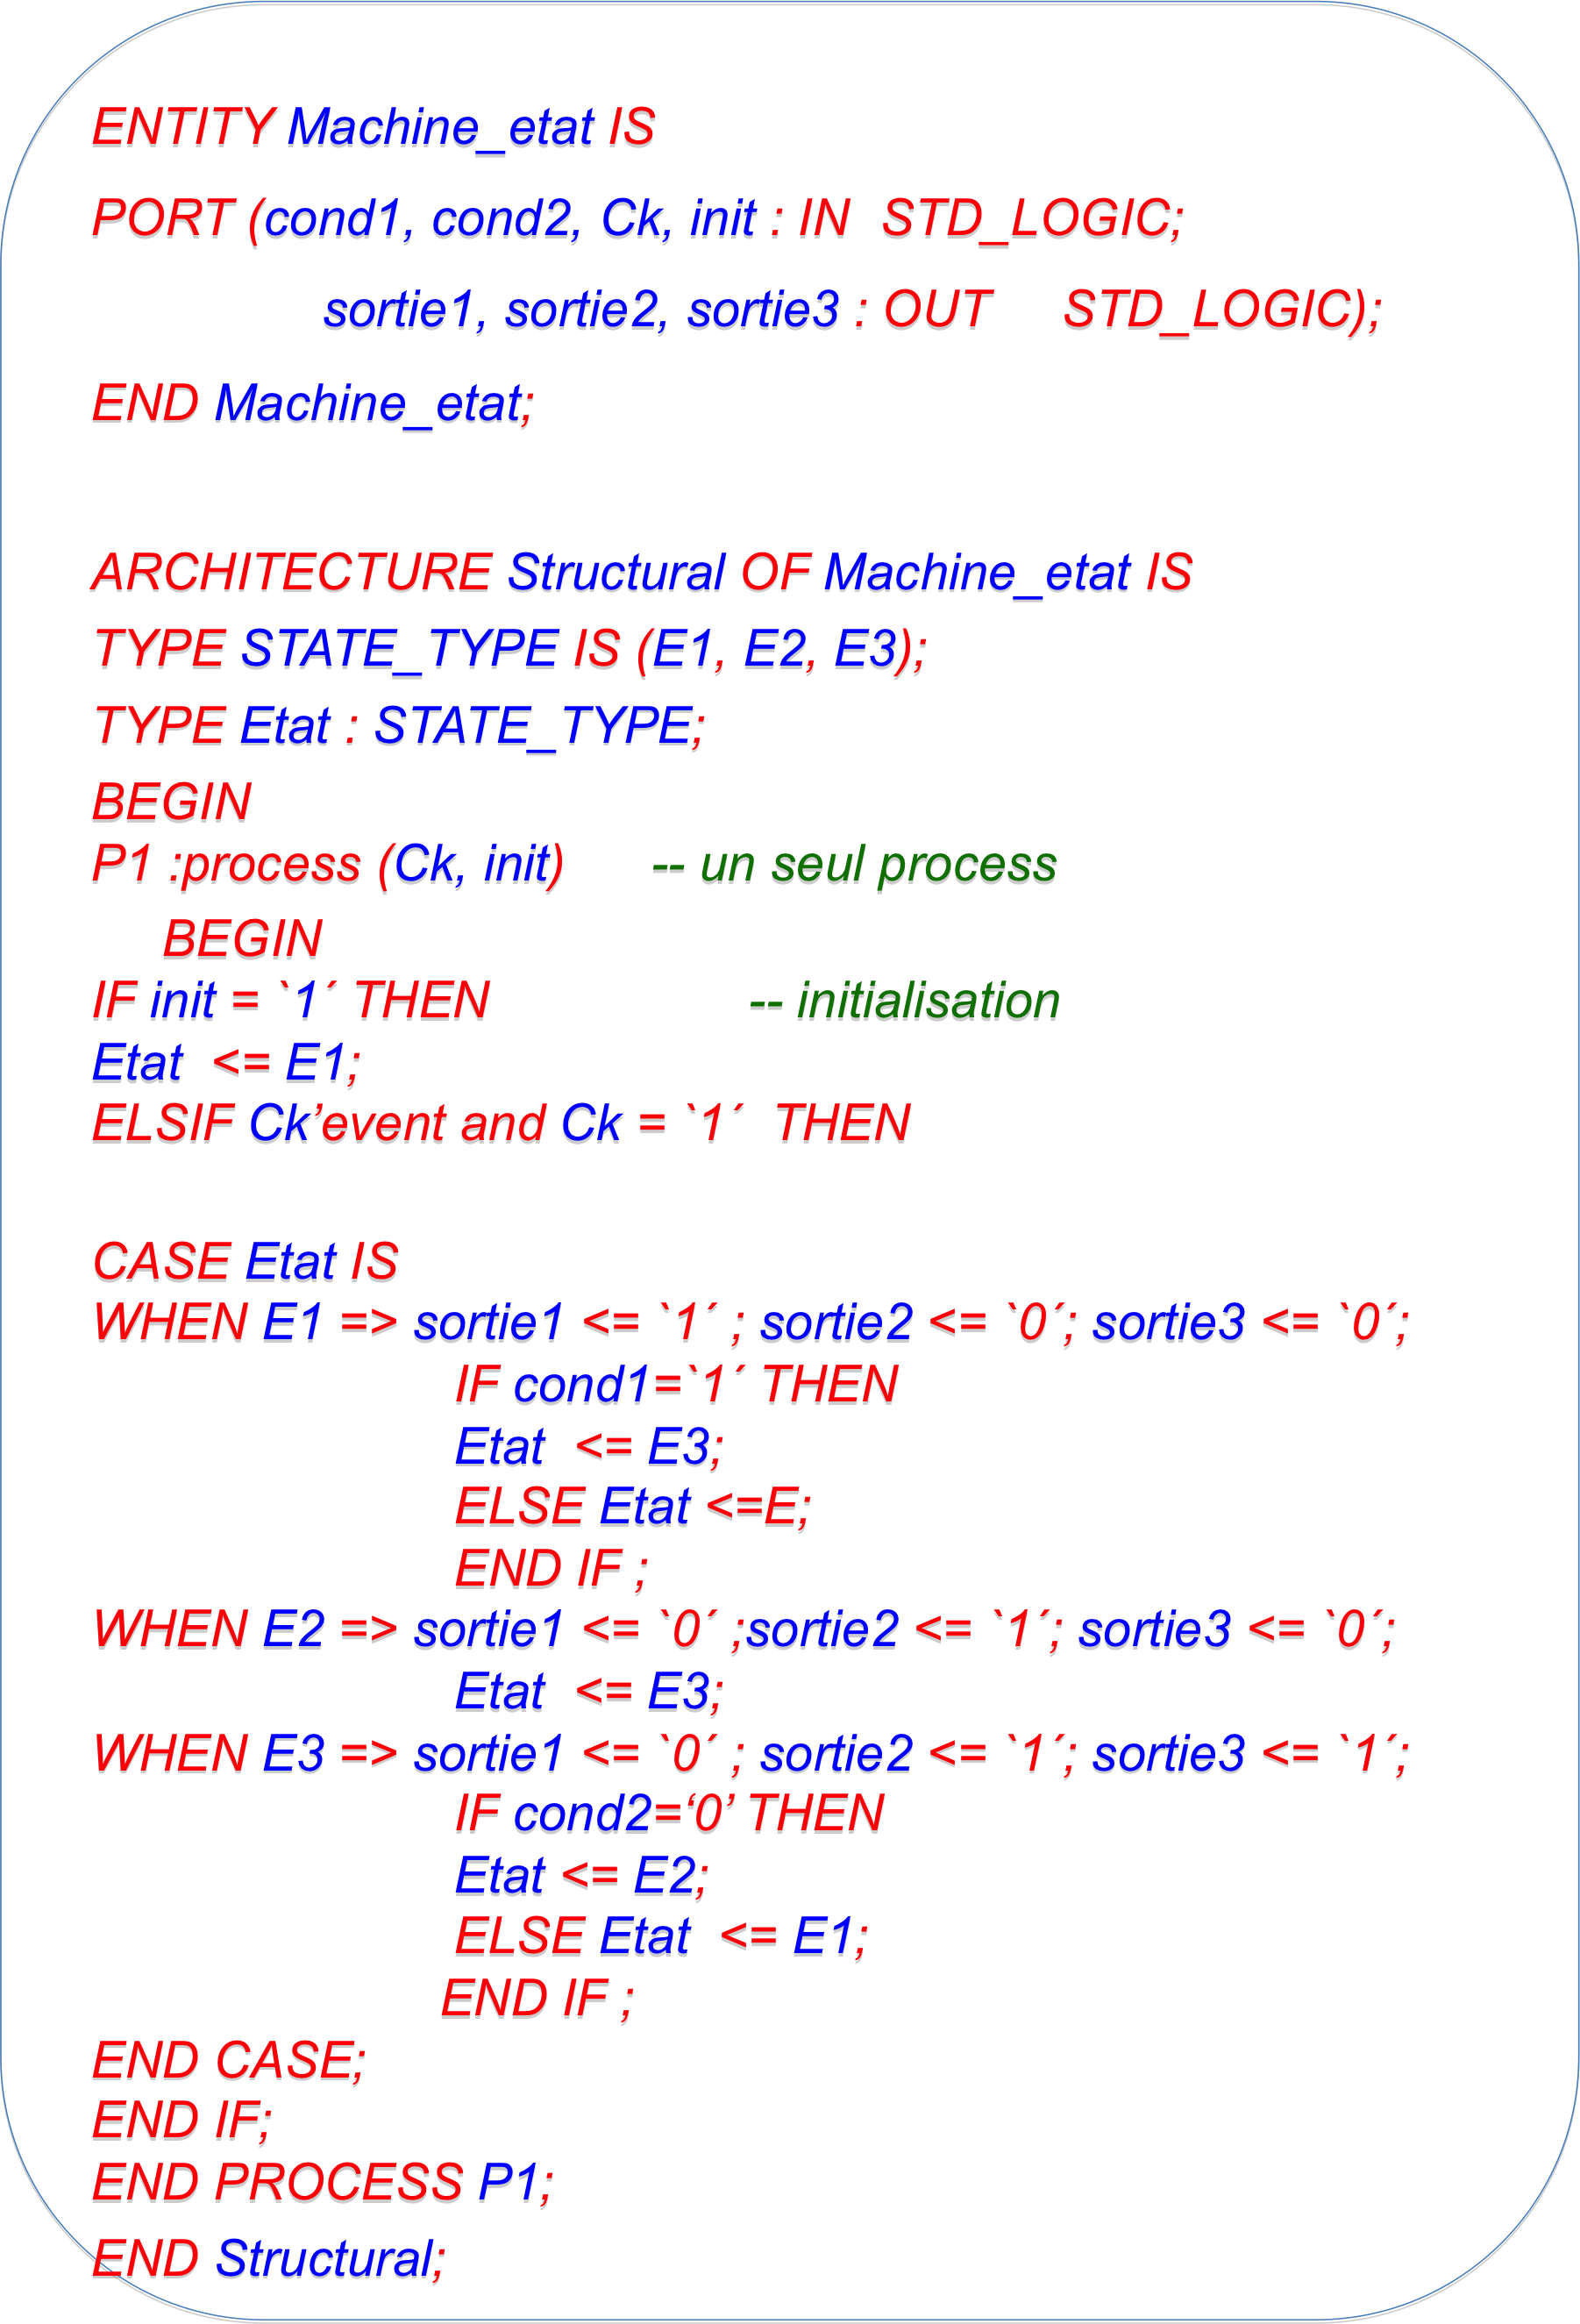 ENTITY Machine_etat IS
PORT (cond1, cond2, Ck, init : IN STD_LOGIC;
sortie1, sortie2, sortie3 : OUT STD_LOGIC);
END Machine_etat;
ARCHITECTURE Structural OF Machine_etat IS
TYPE STATE_TYPE IS (E1, E2, E3);
TYPE Etat : STATE_TYPE;
BEGIN
P1 :process (Ck, init) -- un seul process
BEGIN
IF init = `1´ THEN -- initialisation
Etat <= E1;
ELSIF Ck’event and Ck = `1´ THEN
CASE Etat IS
WHEN E1 => sortie1 <= `1´ ; sortie2 <= `0´; sortie3 <= `0´;
IF cond1=`1´ THEN
Etat <= E3;
ELSE Etat <=E;
END IF ;
WHEN E2 => sortie1 <= `0´ ;sortie2 <= `1´; sortie3 <= `0´;
Etat <= E3;
WHEN E3 => sortie1 <= `0´ ; sortie2 <= `1´; sortie3 <= `1´;
IF cond2=‘0’ THEN
Etat <= E2;
ELSE Etat <= E1;
END IF ;
END CASE;
END IF;
END PROCESS P1;
END Structural;